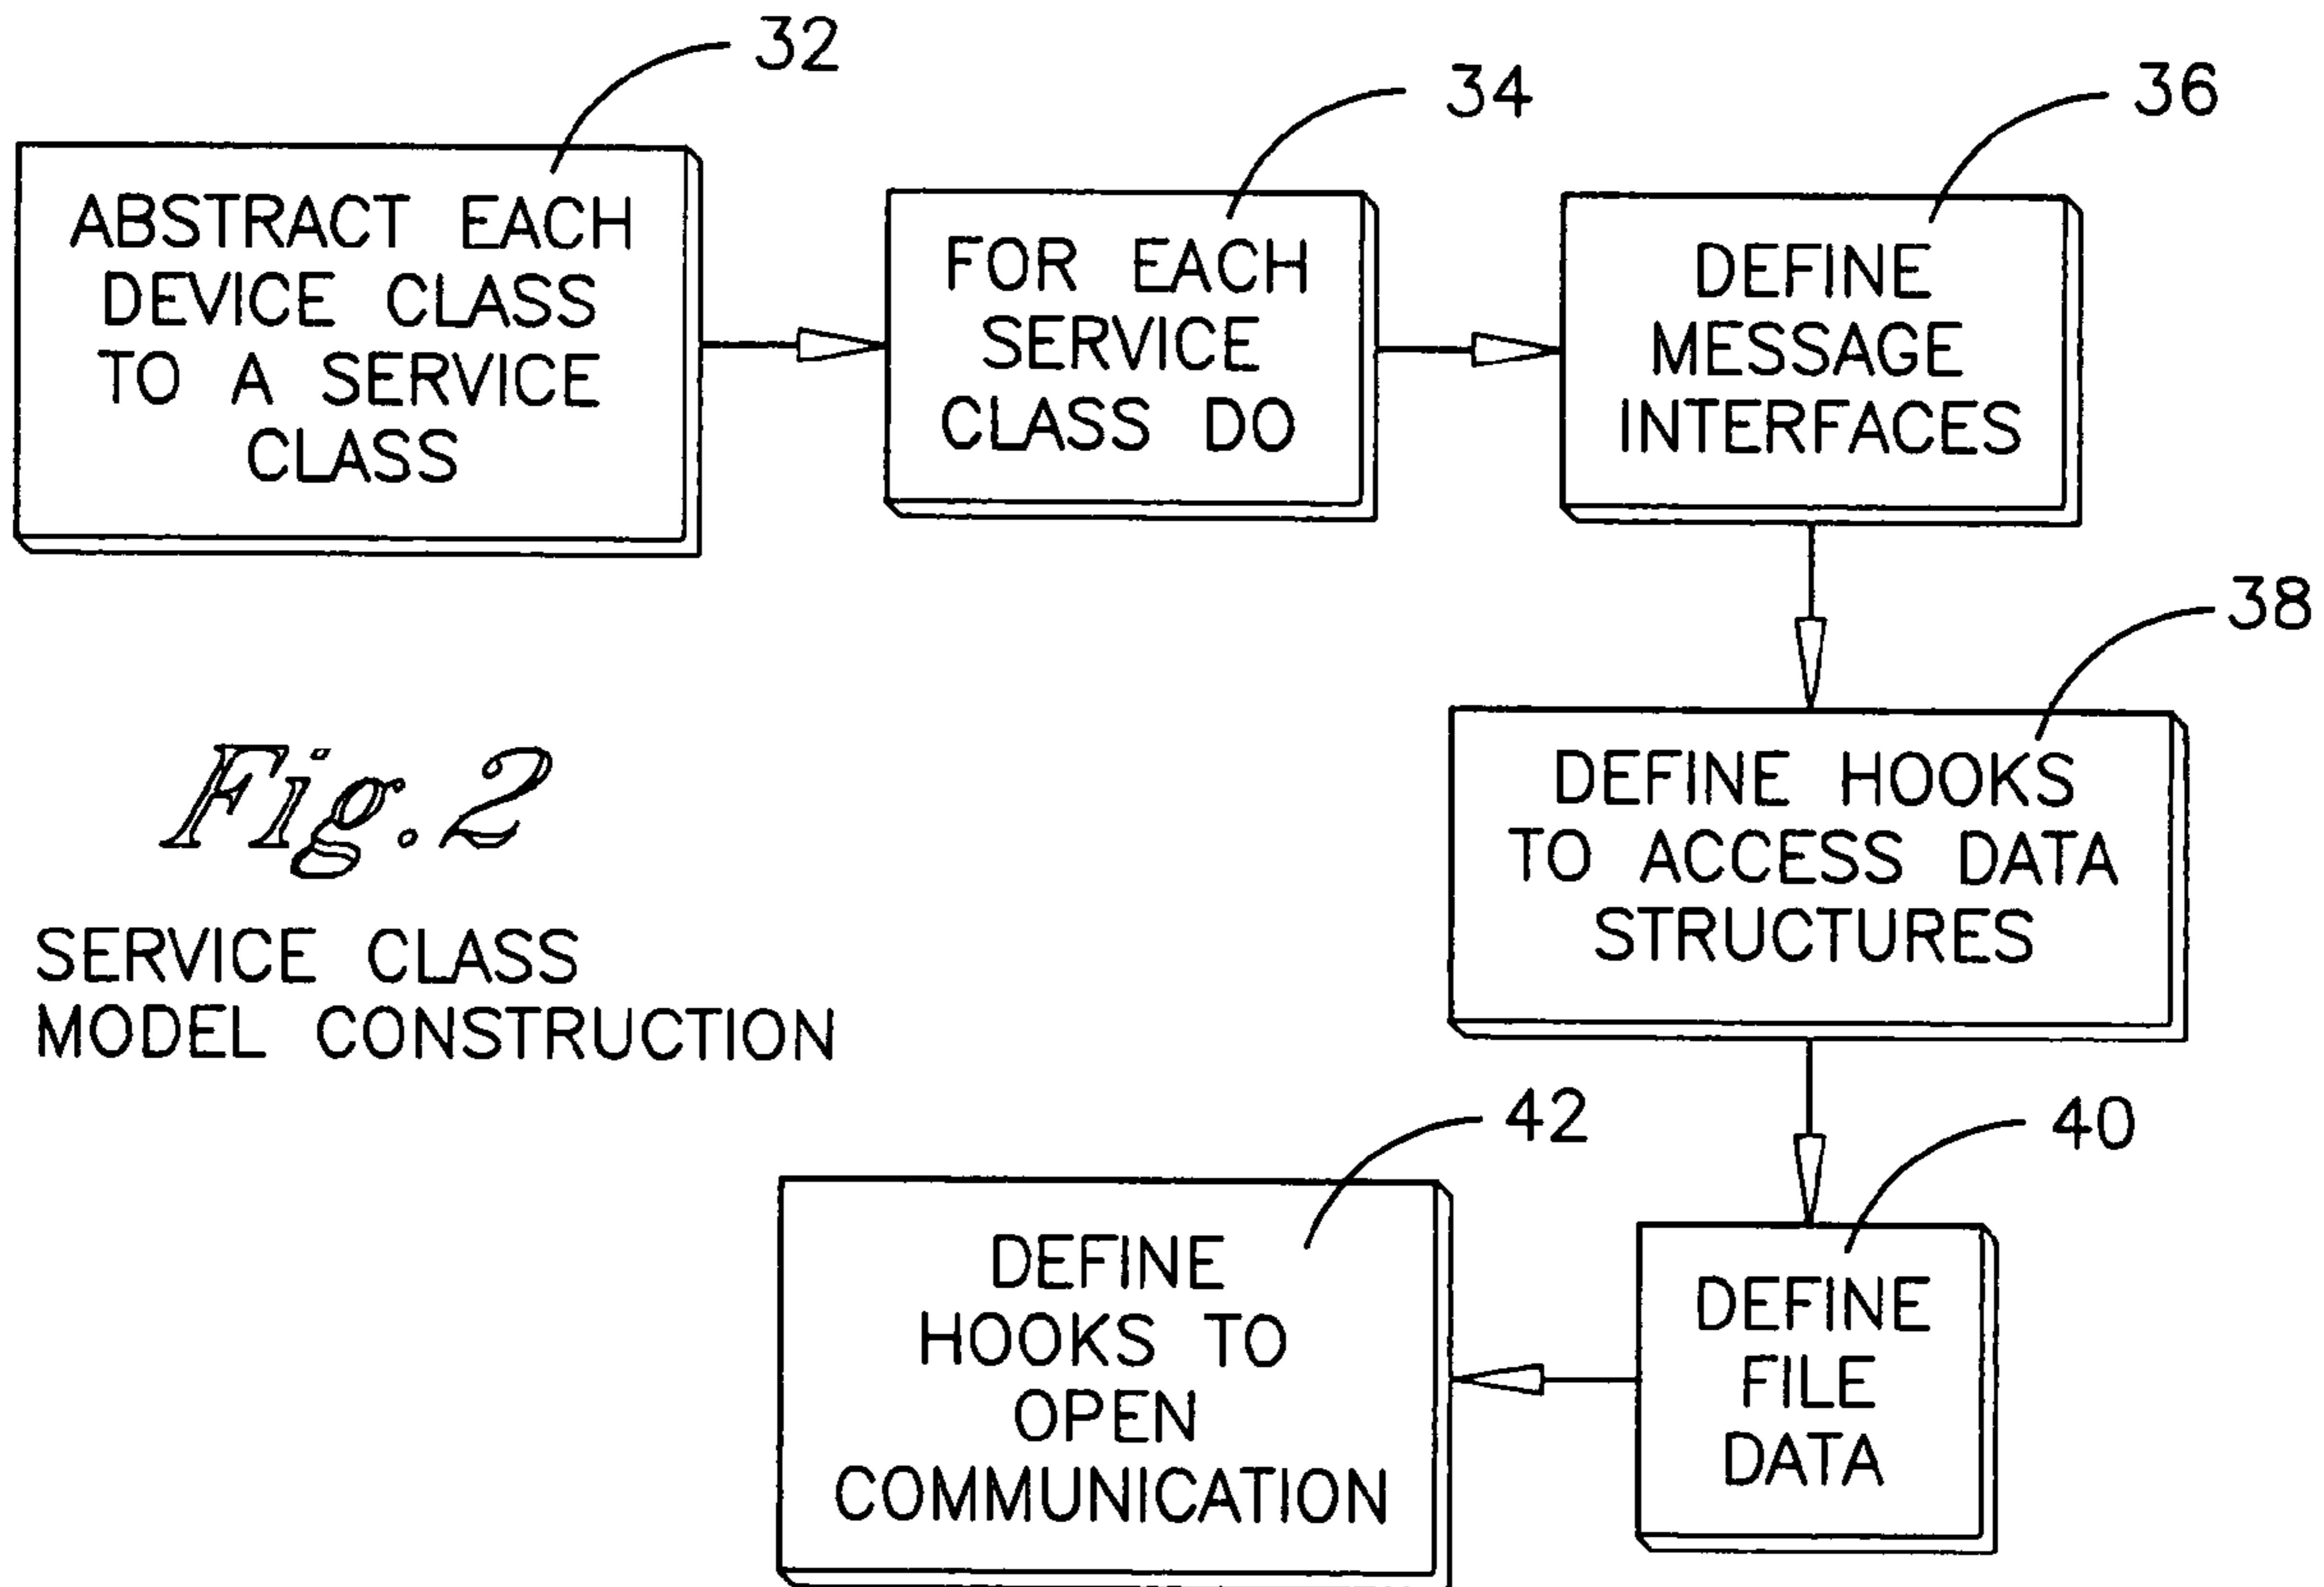 32
ABSTRACT EACH
DEVICE CLASS
TO A SERVICE
CLASS
34
FOR EACH
SERVICE
CLASS DO
36
DEFINE
MESSAGE
INTERFACES
38
DEFINE HOOKS
TO ACCESS DATA
STRUCTURES
40
DEFINE
FILE
DATA
42
DEFINE
HOOKS TO
OPEN
COMMUNICATION
Fig. 2
SERVICE CLASS
MODEL CONSTRUCTION